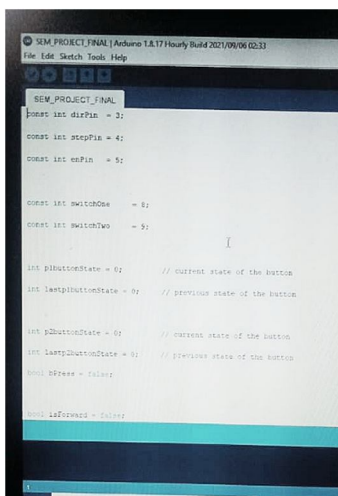 SEM_PROJECT_FINAL | Arduino 1.8.17 Hourly Build 2021/09/06 02:33
File Edit Sketch Tools Help
SEM_PROJECT_FINAL
const int dirPin = 3;
const int stepPin = 4;
const int enPin = 5;
const int switchOne = 8;
const int switchTwo = 9;
int p1buttonState = 0; // current state of the button
int lastp1buttonState = 0; // previous state of the button
int p2buttonState = 0; // current state of the button
int lastp2buttonState = 0; // previous state of the button
bool bPress = false;
bool isForward = false;
1